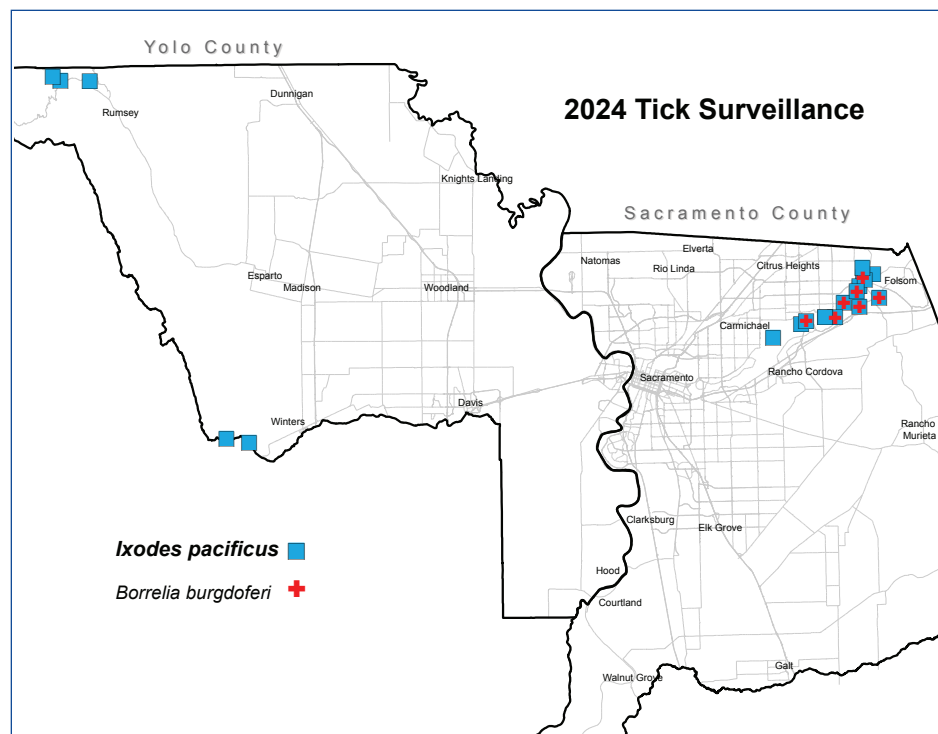 Yolo County
Dunnigan
Rumsey
2024 Tick Surveillance
Knights Landing
Sacramento County
Elverta
Natomas
Rio Linda
Citrus Heights
Folsom
Esparto
Madison
Woodland
Carmichael
Rancho Cordova
Sacramento
Davis
Winters
Rancho
Murieta
Clarksburg
Elk Grove
Ixodes pacificus
Borrelia burgdoferi
Hood
Courtland
Galt
Walnut Grove